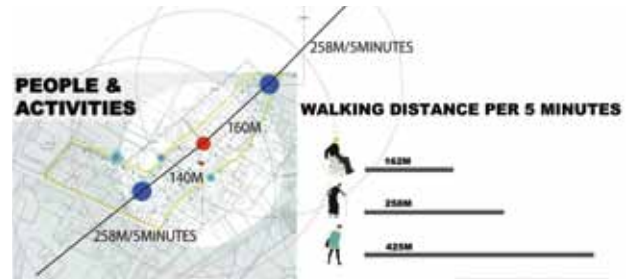 258M/5MINUTES
PEOPLE &
ACTIVITIES
160M
140M
258M/5MINUTES
WALKING DISTANCE PER 5 MINUTES
162M
258M
425M